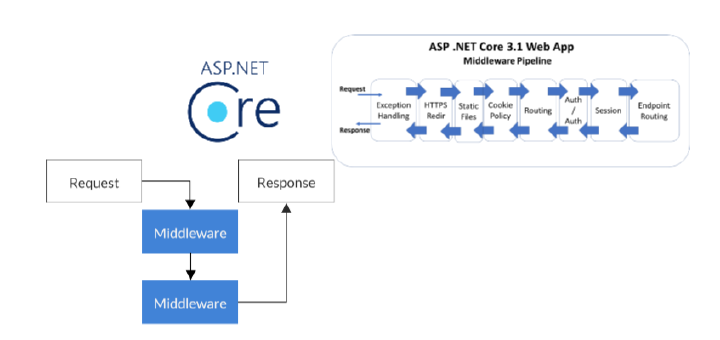 ASP .NET Core 3.1 Web App
Middleware Pipeline
Request
Response
Exception
Handling
HTTPS
Redir
Static
Files
Cookie
Policy
Routing
Auth
/
Auth
Session
Endpoint
Routing
ASP.NET
Core
Request
Response
Middleware
Middleware